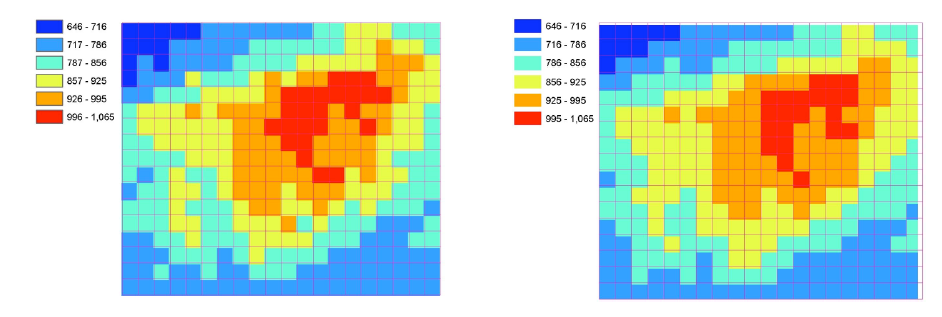 646 - 716
717 - 786
787 - 856
857 - 925
926 - 995
996 - 1,065
646 - 716
716 - 786
786 - 856
856 - 925
925 - 995
995 - 1,065